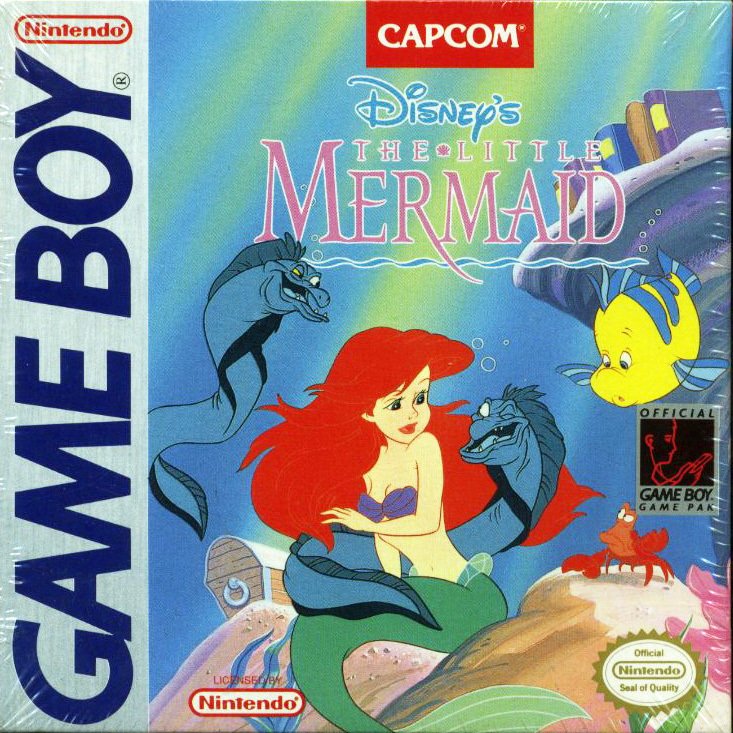 Nintendo®
GAME BOY®
CAPCOM®
Disney's
THE LITTLE
MERMAID
OFFICIAL
GAME BOY
GAME PAK
Official
Nintendo
Seal of Quality
LICENSED BY
Nintendo®